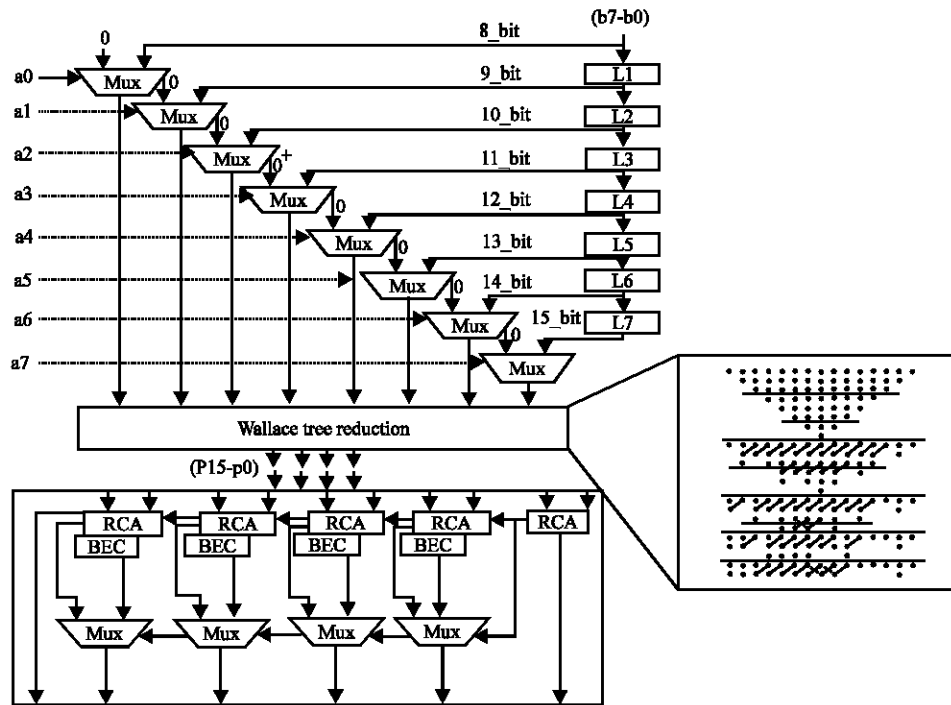 (b7-b0)
8_bit
0
a0
Mux
0
9_bit
L1
a1
Mux
0
10_bit
L2
a2
Mux
0+
11_bit
L3
a3
Mux
0
12_bit
L4
a4
Mux
0
13_bit
L5
a5
Mux
0
14_bit
L6
a6
Mux
0
15_bit
L7
a7
Mux
Wallace tree reduction
(P15-p0)
RCA
RCA
RCA
RCA
RCA
BEC
BEC
BEC
BEC
Mux
Mux
Mux
Mux